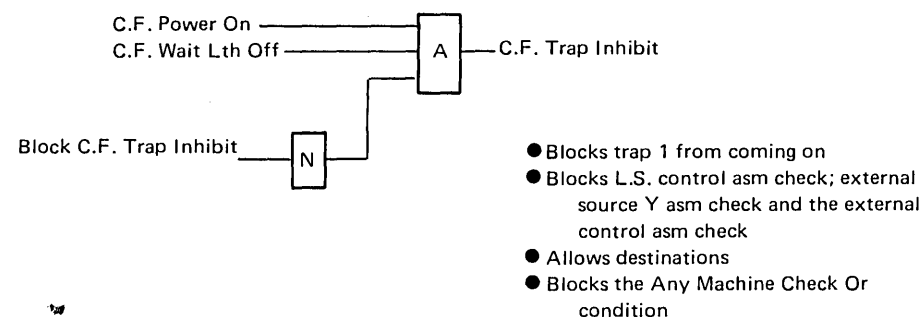 C.F. Power On
C.F. Wait Lth Off
A
C.F. Trap Inhibit
Block C.F. Trap Inhibit
N
● Blocks trap 1 from coming on
● Blocks L.S. control asm check; external
source Y asm check and the external
control asm check
● Allows destinations
● Blocks the Any Machine Check Or
condition